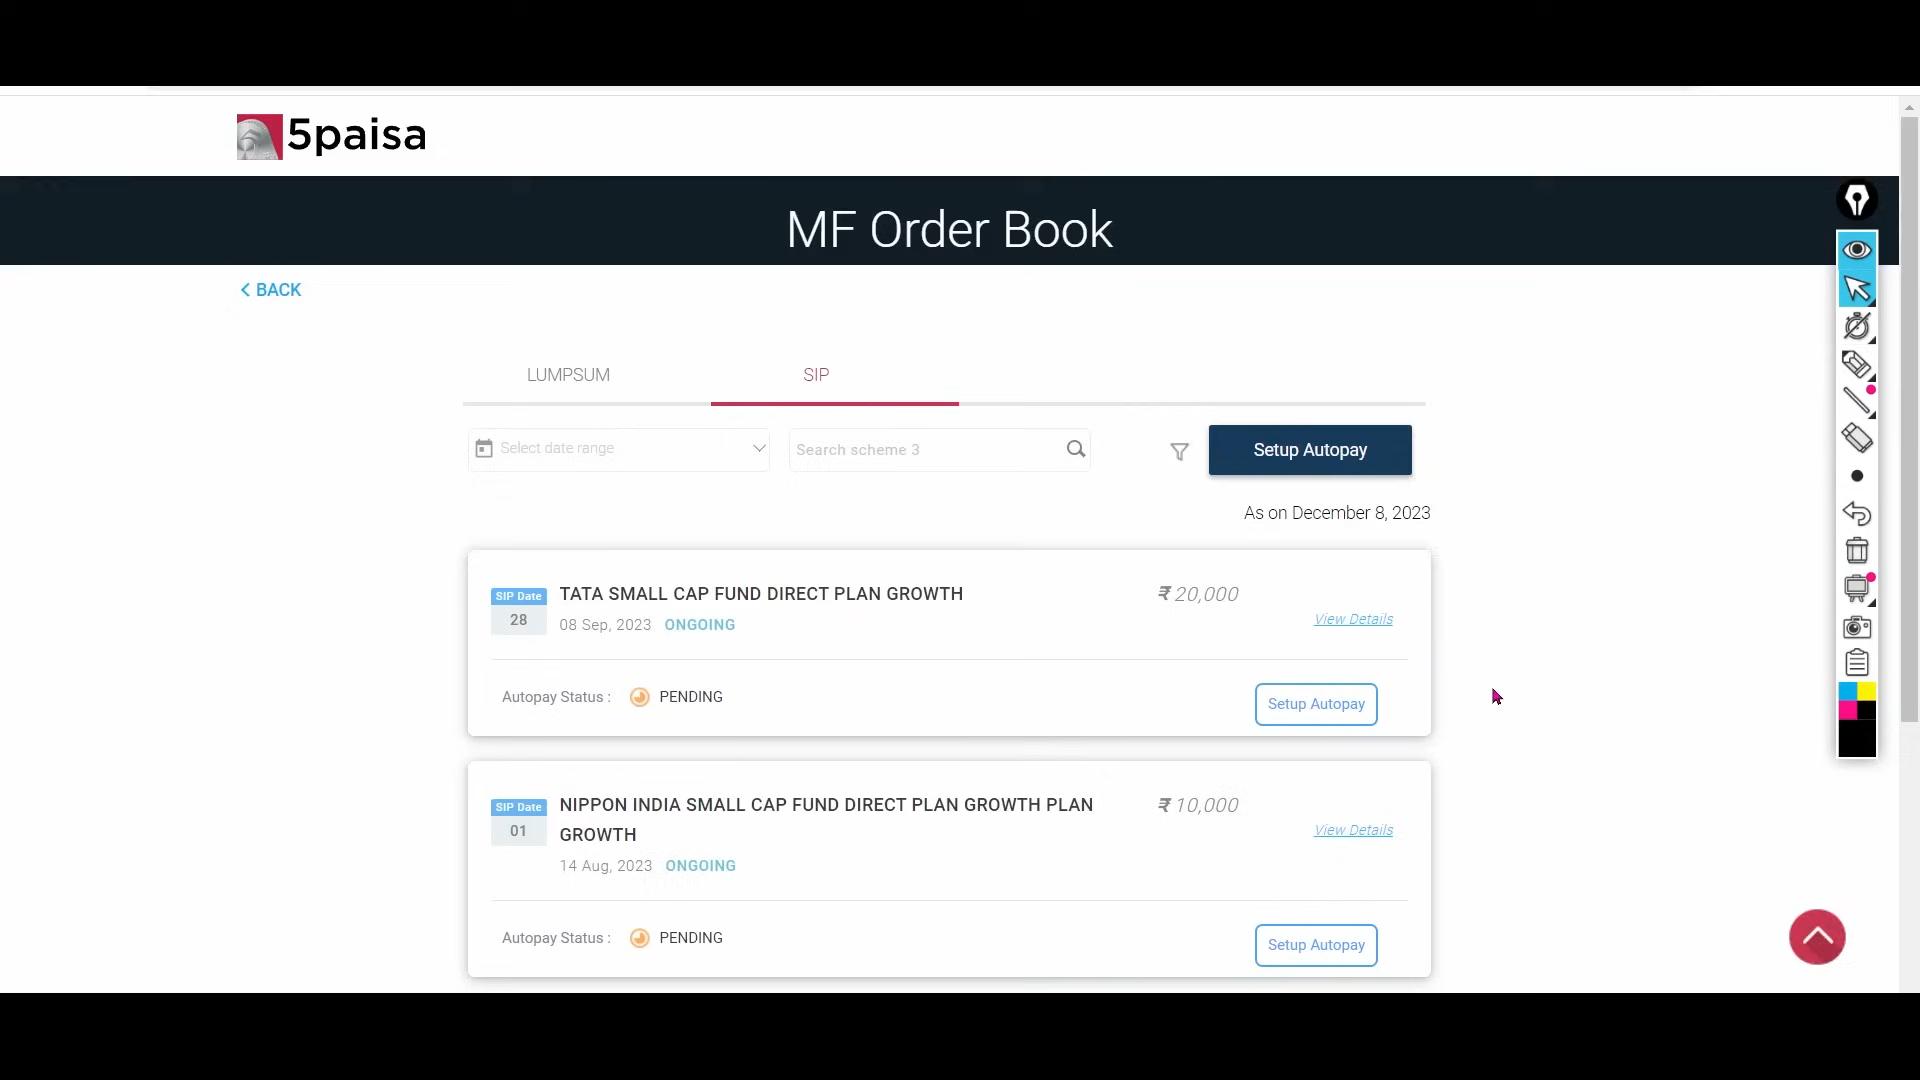 5paisa
MF Order Book
BACK
LUMPSUM SIP
Select date range Search scheme 3 Setup Autopay
As on December 8, 2023
SIP Date TATA SMALL CAP FUND DIRECT PLAN GROWTH ₹ 20,000
28 08 Sep, 2023 ONGOING View Details
Autopay Status : PENDING Setup Autopay
SIP Date NIPPON INDIA SMALL CAP FUND DIRECT PLAN GROWTH PLAN ₹ 10,000
01 GROWTH View Details
14 Aug, 2023 ONGOING
Autopay Status : PENDING Setup Autopay